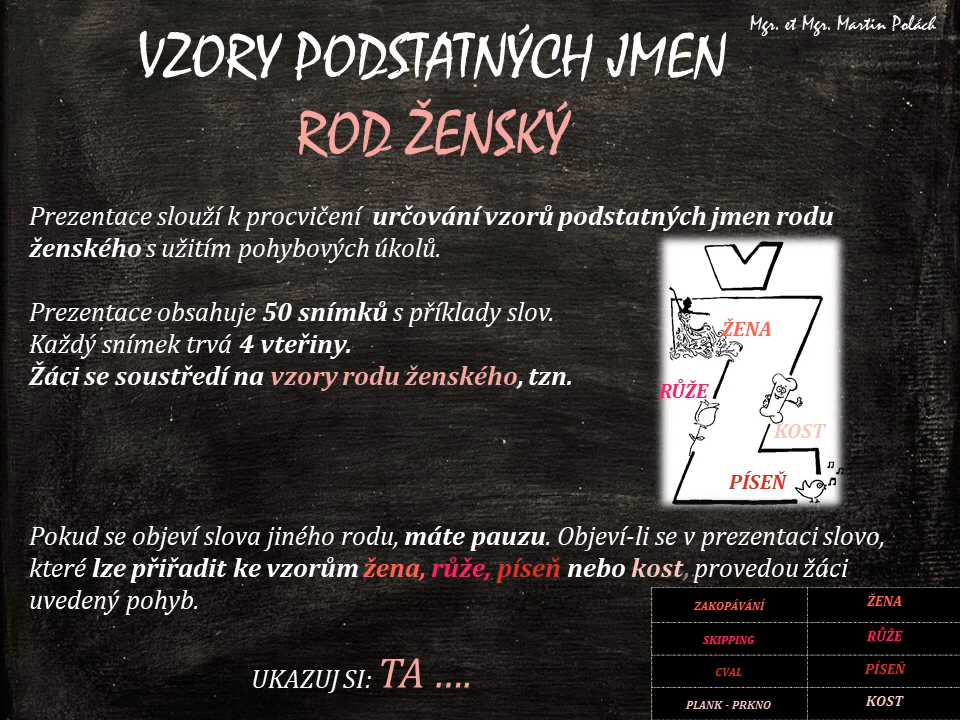 Mgr. et Mgr. Martin Polách
VZORY PODSTATNÝCH JMEN
ROD ŽENSKÝ
Prezentace slouží k procvičení určování vzorů podstatných jmen rodu
ženského s užitím pohybových úkolů.
Prezentace obsahuje 50 snímků s příklady slov.
Každý snímek trvá 4 vteřiny.
Žáci se soustředí na vzory rodu ženského, tzn.
ŽENA
RŮŽE
KOST
PÍSEŇ
Pokud se objeví slova jiného rodu, máte pauzu. Objeví-li se v prezentaci slovo,
které lze přiřadit ke vzorům žena, růže, píseň nebo kost, provedou žáci
uvedený pohyb.
UKAZUJ SI: TA ....
ZAKOPÁVÁNÍ ŽENA
SKIPPING RŮŽE
CVAL PÍSEŇ
PLANK - PRKNO KOST